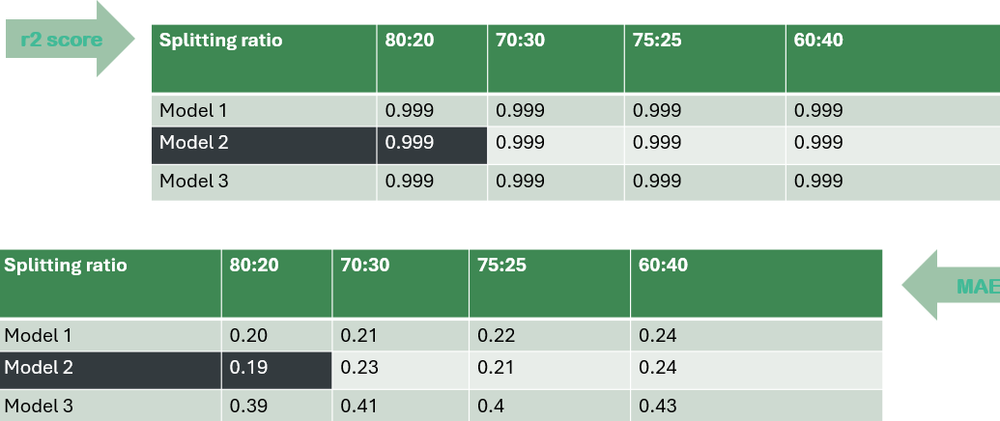 r2 score
Splitting ratio 80:20 70:30 75:25 60:40
Model 1 0.999 0.999 0.999 0.999
Model 2 0.999 0.999 0.999 0.999
Model 3 0.999 0.999 0.999 0.999
Splitting ratio 80:20 70:30 75:25 60:40
MAE
Model 1 0.20 0.21 0.22 0.24
Model 2 0.19 0.23 0.21 0.24
Model 3 0.39 0.41 0.4 0.43